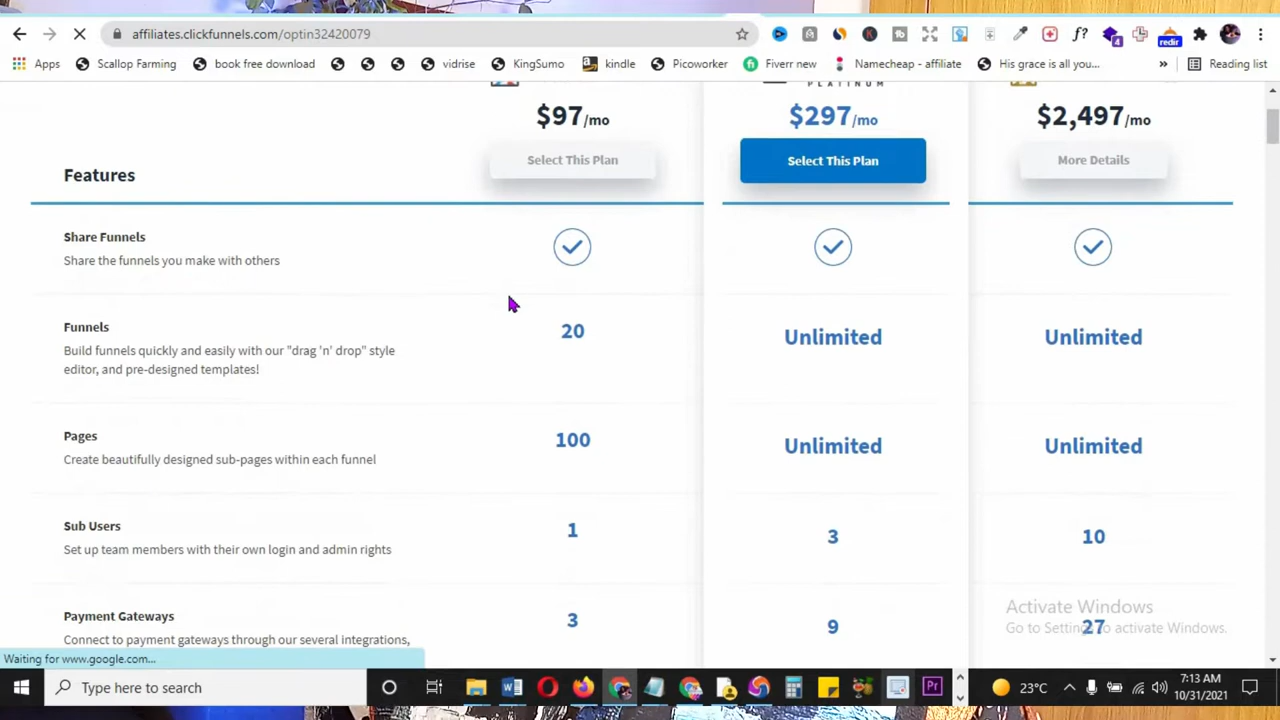 affiliates.clickfunnels.com/optin32420079
4
redir
Apps Scallop Farming book free download vidrise KingSumo kindle Picoworker Fiverr new Namecheap - affiliate His grace is all you... » Reading list
PLATINUM
$97/mo $297/mo $2,497/mo
Select This Plan Select This Plan More Details
Features
Share Funnels
Share the funnels you make with others
Funnels
Build funnels quickly and easily with our "drag 'n' drop" style
editor, and pre-designed templates!
20 Unlimited Unlimited
Pages
Create beautifully designed sub-pages within each funnel
100 Unlimited Unlimited
Sub Users
Set up team members with their own login and admin rights
1 3 10
Payment Gateways
Connect to payment gateways through our several integrations,
3 9 27
Activate Windows
Go to Settings to activate Windows.
Waiting for www.google.com...
Type here to search
23°C
7:13 AM
10/31/2021